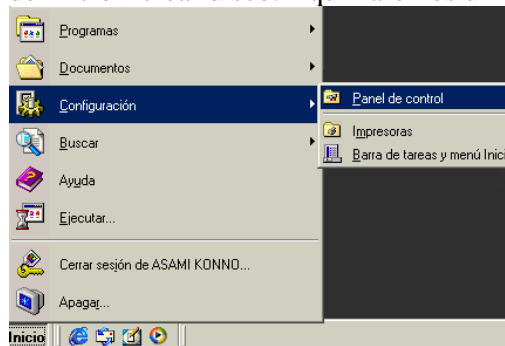 Programas
Documentos
Configuración
Panel de control
Buscar
Impresoras
Barra de tareas y menú Inici
Ayuda
Ejecutar...
Cerrar sesión de ASAMI KONNO...
Apagar...
Inicio